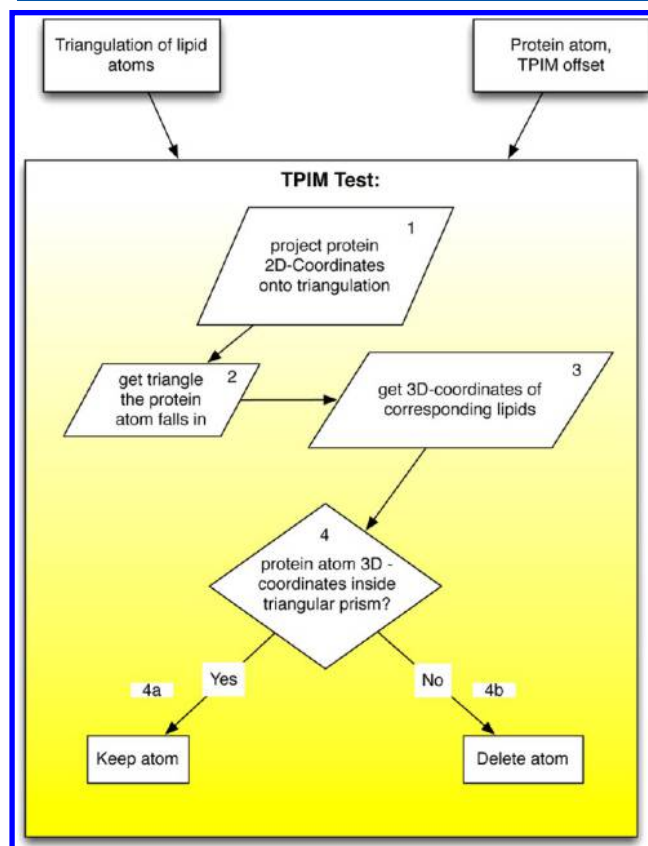 Triangulation of lipid
atoms
Protein atom,
TPIM offset
TPIM Test:
1
project protein
2D-Coordinates
onto triangulation
2
get triangle
the protein
atom falls in
3
get 3D-coordinates of
corresponding lipids
4
protein atom 3D -
coordinates inside
triangular prism?
4a
Yes
No
4b
Keep atom
Delete atom